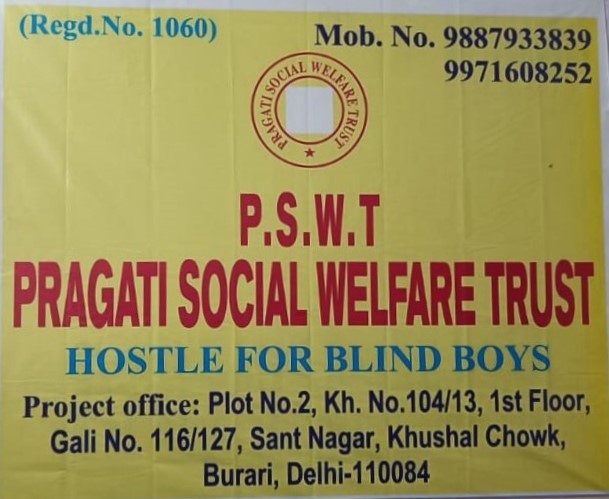 (Regd.No. 1060)
Mob. No. 9887933839
9971608252
PRAGATI SOCIAL WELFARE TRUST
P.S.W.T
PRAGATI SOCIAL WELFARE TRUST
HOSTLE FOR BLIND BOYS
Project office: Plot No.2, Kh. No.104/13, 1st Floor,
Gali No. 116/127, Sant Nagar, Khushal Chowk,
Burari, Delhi-110084